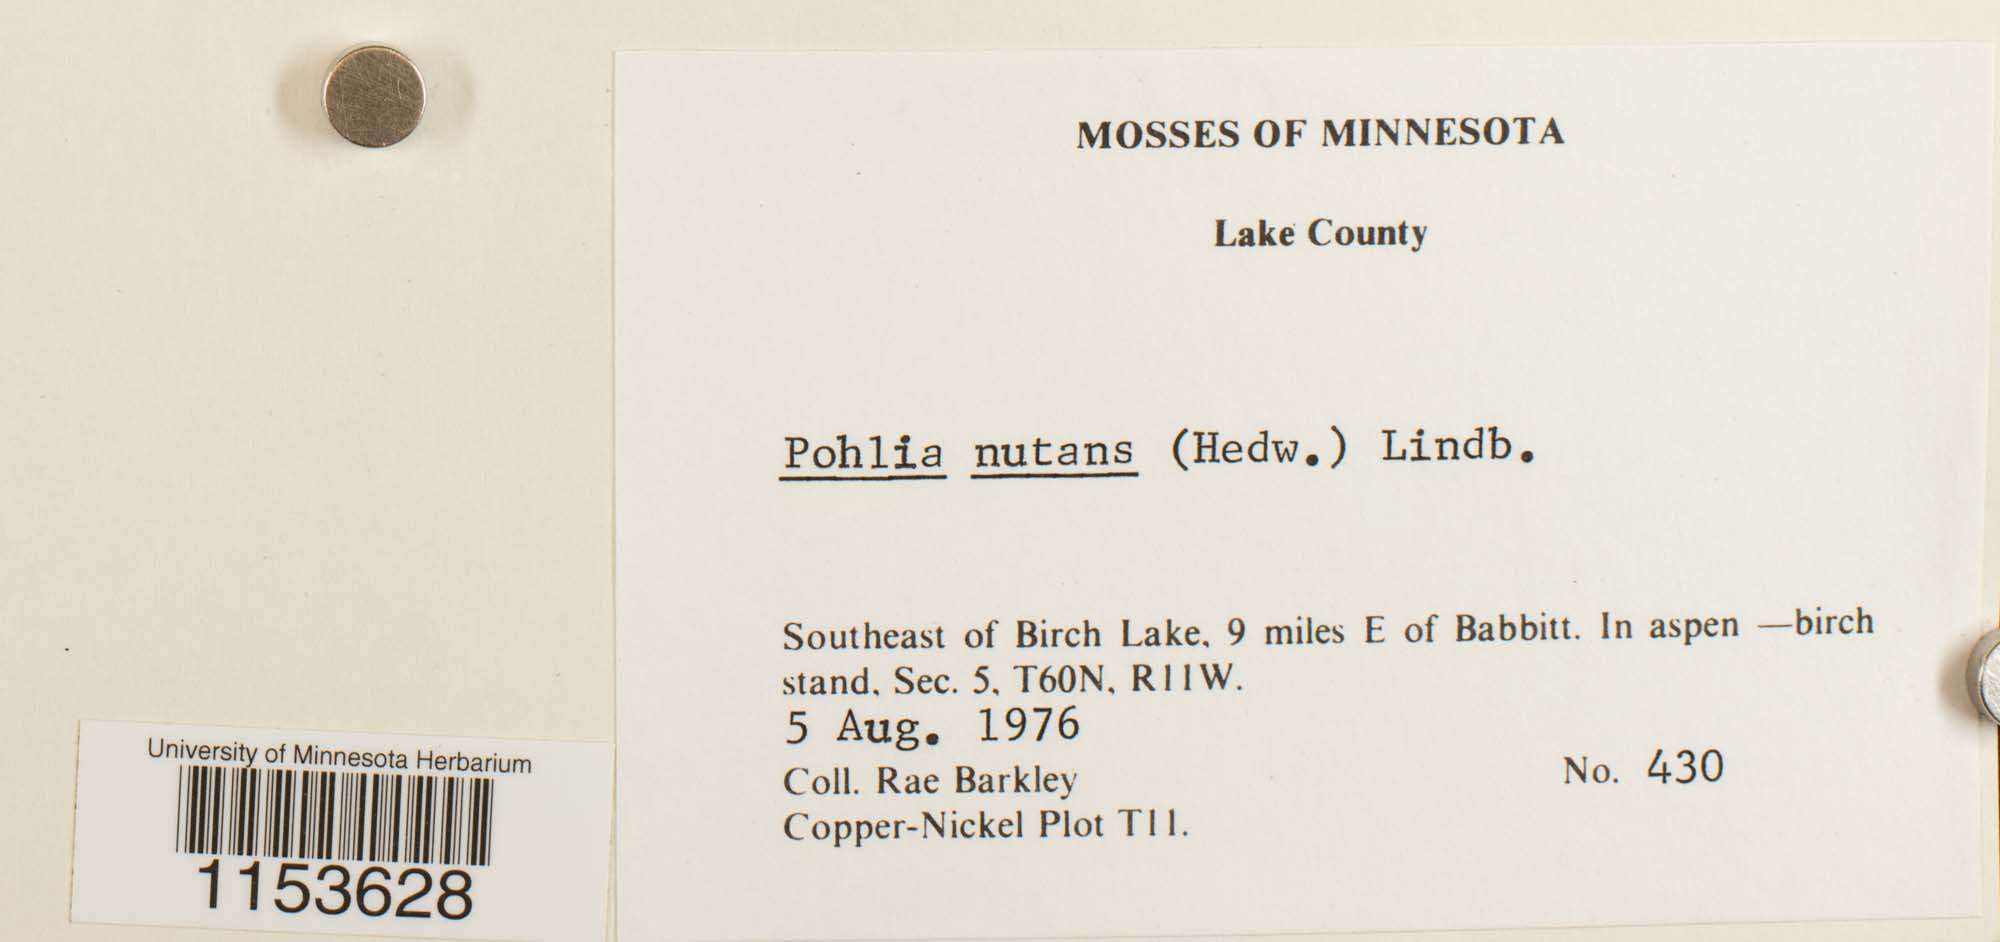 MOSSES OF MINNESOTA
Lake County
Pohlia nutans (Hedw.) Lindb.
Southeast of Birch Lake, 9 miles E of Babbitt. In aspen —birch
stand, Sec. 5, T60N, R11W.
5 Aug. 1976
Coll. Rae Barkley
No. 430
Copper-Nickel Plot T11.
University of Minnesota Herbarium
1153628